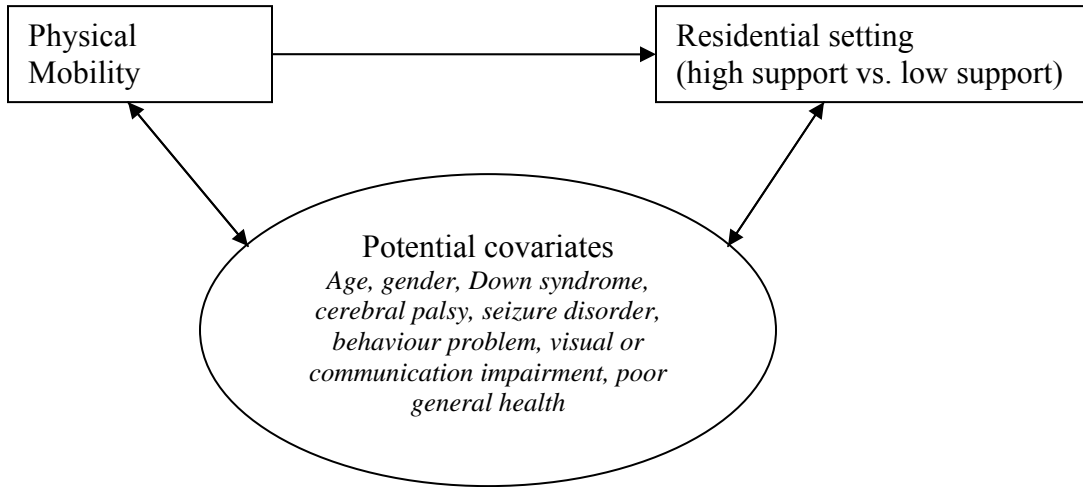 Physical
Mobility
Residential setting
(high support vs. low support)
Potential covariates
Age, gender, Down syndrome,
cerebral palsy, seizure disorder,
behaviour problem, visual or
communication impairment, poor
general health